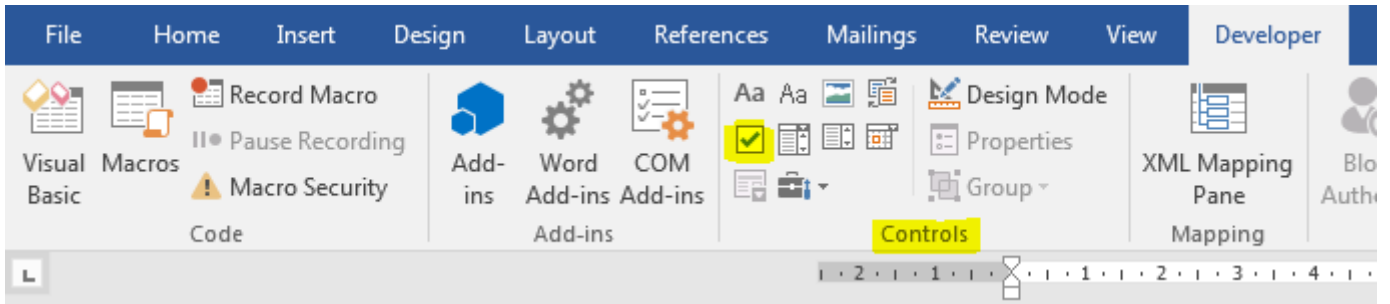 File Home Insert Design Layout References Mailings Review View Developer
Record Macro
Pause Recording
Macro Security
Visual Basic
Macros
Code
Add-ins
Word Add-ins
COM Add-ins
Add-ins
Aa Aa
Design Mode
Properties
Group
Controls
XML Mapping Pane
Mapping
L
2 1 1 2 3 4